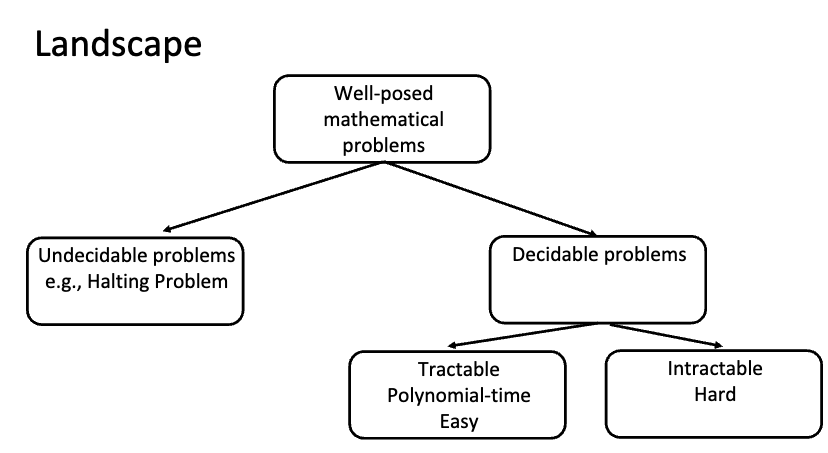 Landscape
Well-posed
mathematical
problems
Undecidable problems
e.g., Halting Problem
Decidable problems
Tractable
Polynomial-time
Easy
Intractable
Hard